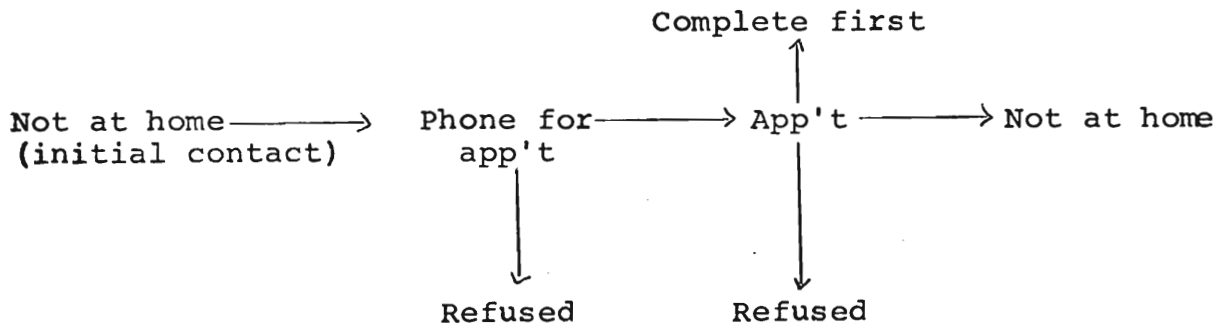 Complete first
Not at home
(initial contact)
Phone for
app't
App't
Not at home
Refused
Refused